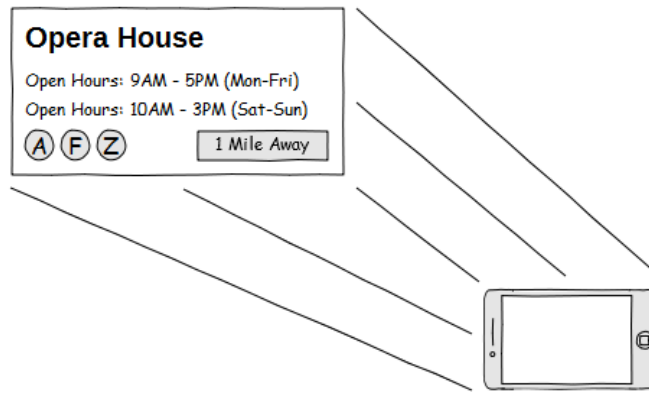 Opera House
Open Hours: 9AM - 5PM (Mon-Fri)
Open Hours: 10AM - 3PM (Sat-Sun)
A F Z 1 Mile Away